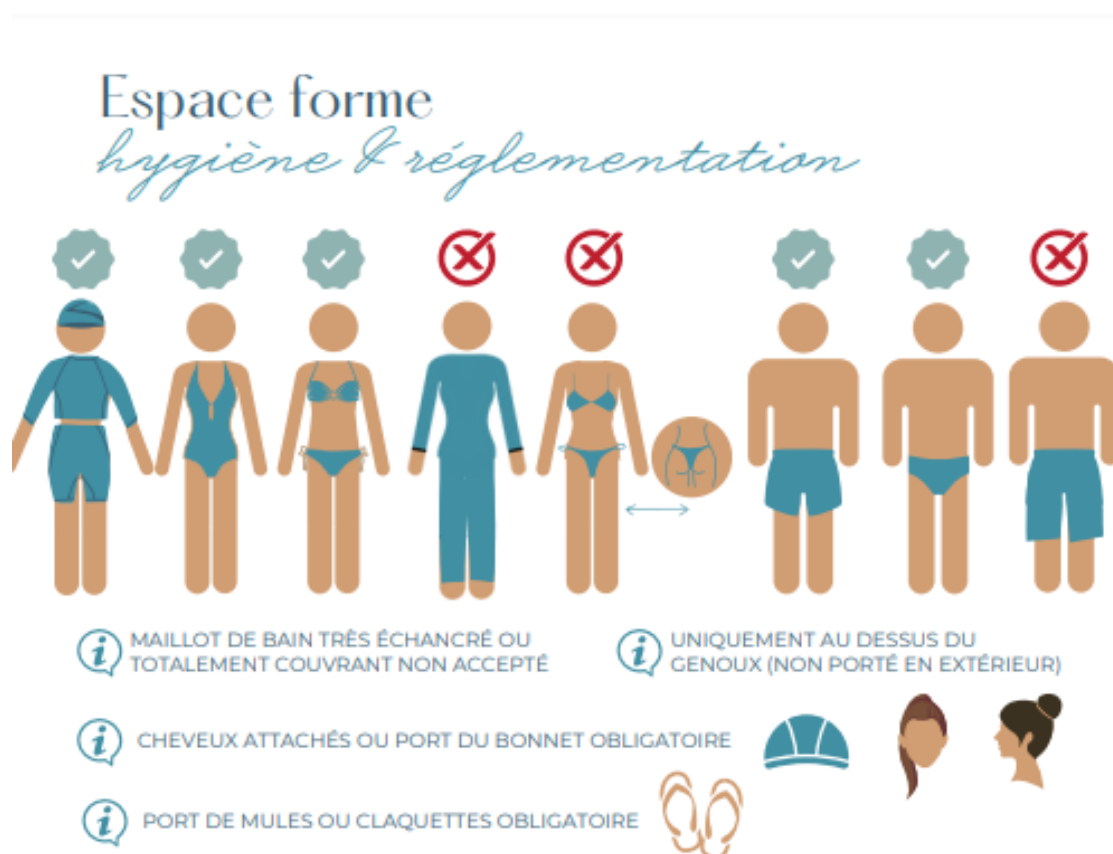 Espace forme
hygiène & réglementation
MAILLOT DE BAIN TRÈS ÉCHANCRÉ OU
TOTALEMENT COUVRANT NON ACCEPTÉ
UNIQUEMENT AU DESSUS DU
GENOUX (NON PORTÉ EN EXTÉRIEUR)
CHEVEUX ATTACHÉS OU PORT DU BONNET OBLIGATOIRE
PORT DE MULES OU CLAQUETTES OBLIGATOIRE